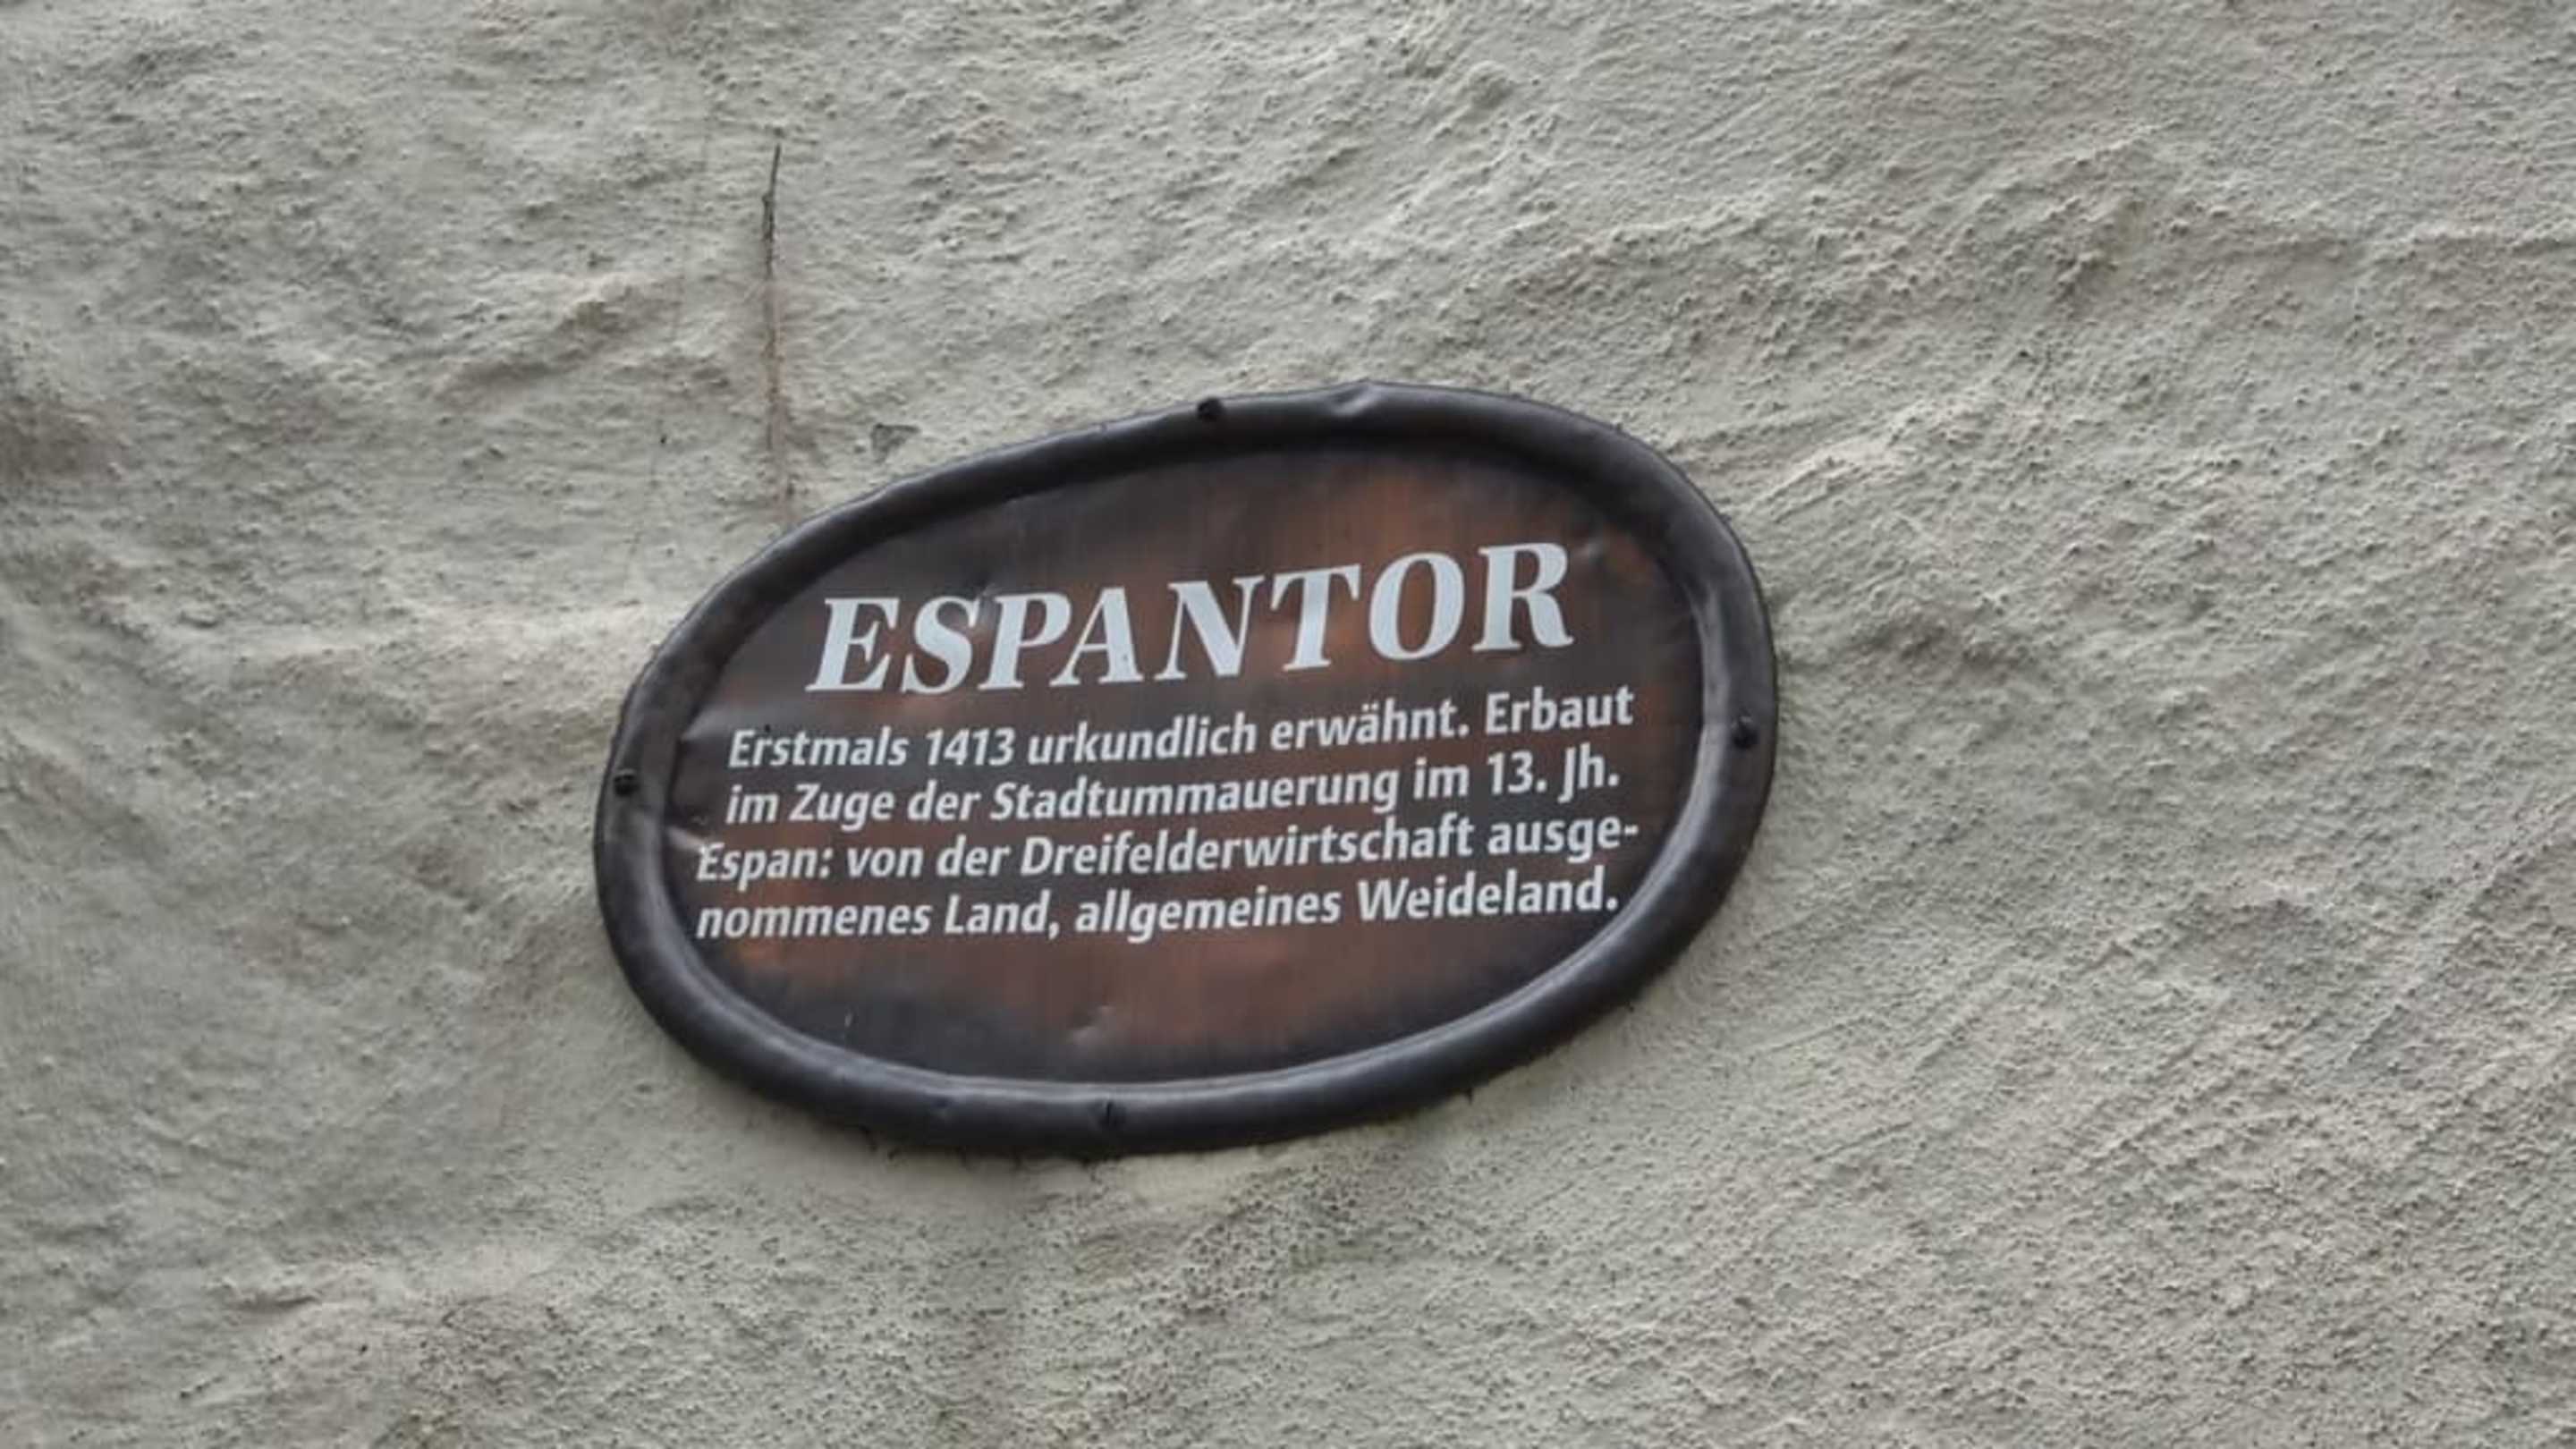 ESPANTOR
Erstmals 1413 urkundlich erwähnt. Erbaut
im Zuge der Stadtummauerung im 13. Jh.
Espan: von der Dreifelderwirtschaft ausge-
nommenes Land, allgemeines Weideland.